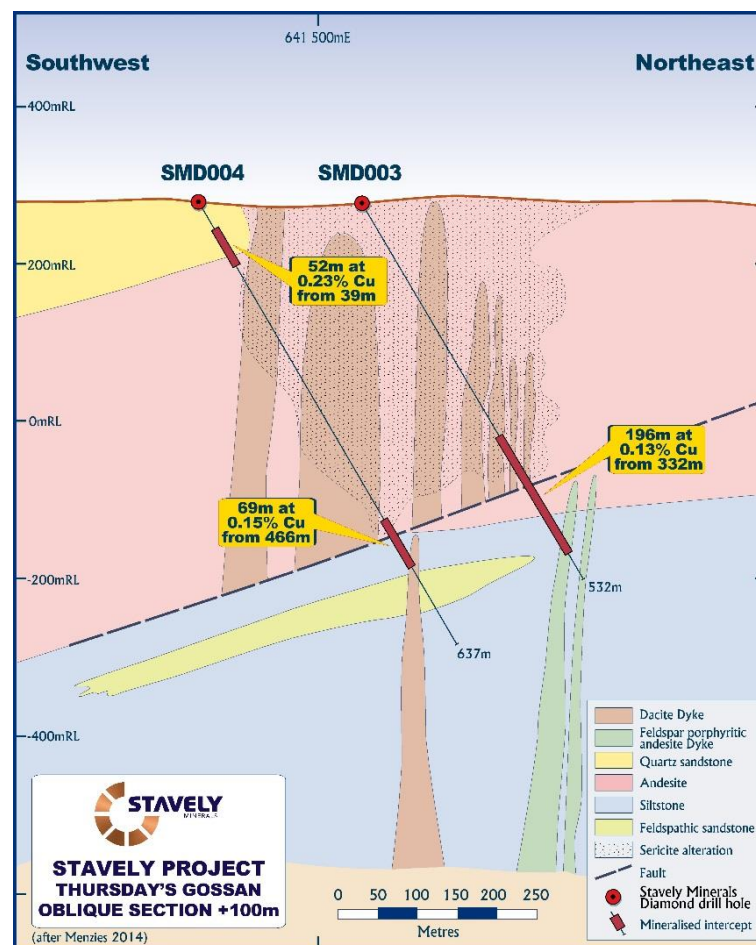 641 500mE
Southwest
Northeast
400mRL
SMD004
SMD003
200mRL
52m at
0.23% Cu
from 39m
0mRL
196m at
0.13% Cu
from 332m
69m at
0.15% Cu
from 466m
-200mRL
532m
637m
-400mRL
Dacite Dyke
Feldspar porphyritic
andesite Dyke
Quartz sandstone
Andesite
Siltstone
Feldspathic sandstone
Sericite alteration
Fault
Stavely Minerals
Diamond drill hole
Mineralised intercept
STAVELY
MINERALS
STAVELY PROJECT
THURSDAY'S GOSSAN
OBLIQUE SECTION +100m
(after Menzies 2014)
0 50 100 150 200 250
Metres